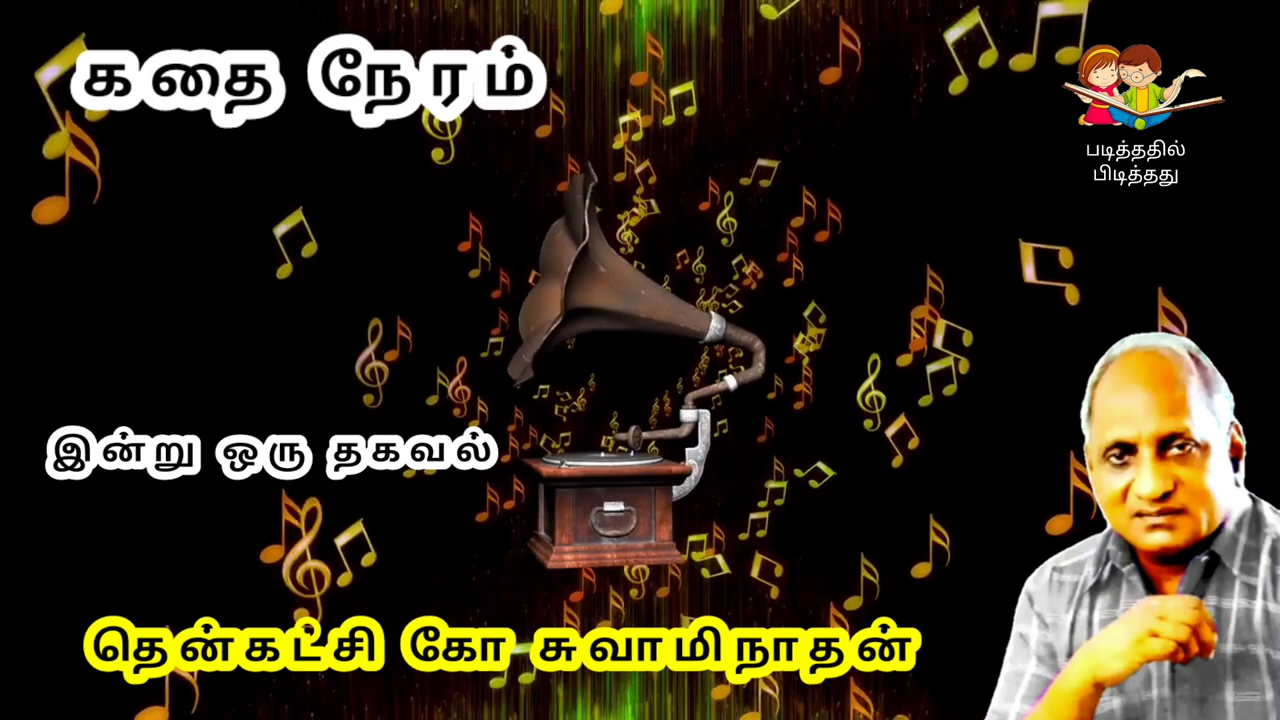 கதை நேரம்
படித்ததில்
பிடித்தது
இன்று ஒரு தகவல்
தென்கட்சி கோ சுவாமிநாதன்